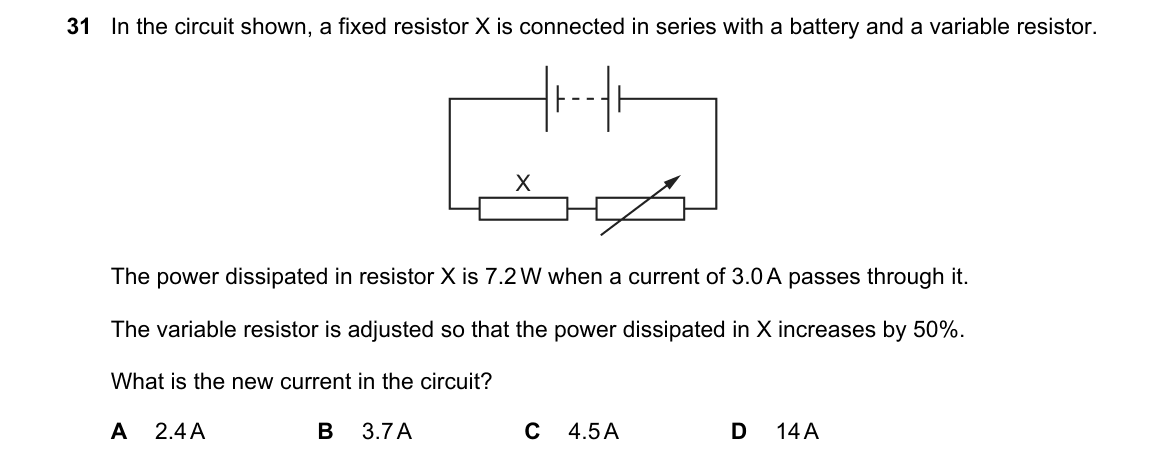 31 In the circuit shown, a fixed resistor X is connected in series with a battery and a variable resistor.
X
The power dissipated in resistor X is 7.2 W when a current of 3.0 A passes through it.
The variable resistor is adjusted so that the power dissipated in X increases by 50%.
What is the new current in the circuit?
A 2.4 A B 3.7 A C 4.5 A D 14 A